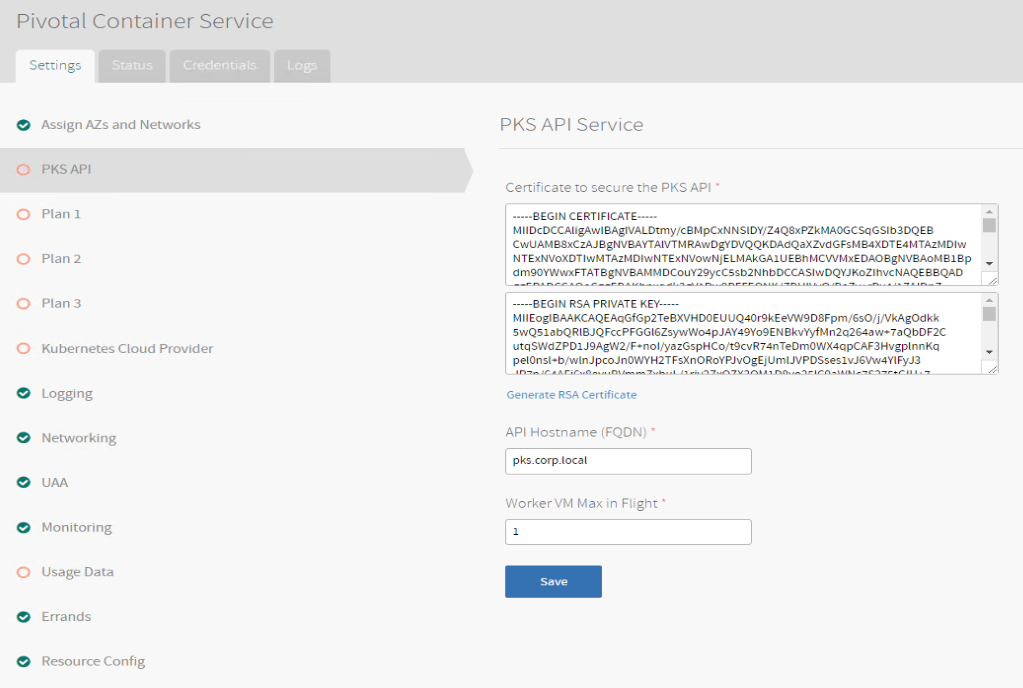 Pivotal Container Service
Settings
Status
Credentials
Logs
Assign AZs and Networks
PKS API
Plan 1
Plan 2
Plan 3
Kubernetes Cloud Provider
Logging
Networking
UAA
Monitoring
Usage Data
Errands
Resource Config
PKS API Service
Certificate to secure the PKS API *
-----BEGIN CERTIFICATE-----
MIIDcDCCAligAwIBAgIVALDtmy/cBMpCxNNSIDY/Z4Q8xPZkMA0GCSqGSIb3DQEB
CwUAMB8xCzAJBgNVBAYTAlVTMRAwDgYDVQQKDAdQaXZvdGFsMB4XDTE4MTAzMDIw
NTExNVoXDTIwMTAzMDIwNTExNVowNjELMAkGA1UEBhMCVVMxEDAOBgNVBAoMB1Bp
dm90YWwxFTATBgNVBAMMDCouY29ycC5sb2NhbDCCASIwDQYJKoZIhvcNAQEBBQAD
-----BEGIN RSA PRIVATE KEY-----
MIIEogIBAAKCAQEAqGfGp2TeBXVHD0EUUQ40r9kEeVW9D8Fpm/6sO/j/VkAgOdkk
5wQ51abQRIBJQFccPFGGl6ZsywWo4pJAY49Yo9ENBkvYyfMn2q264aw+7aQbDF2C
utqSWdZPD1J9AgW2/F+noI/yazGspHCo/t9cvR74nTeDm0WX4qpCAF3HvgpInnKq
pel0nsl+b/wlnJpcoJn0WYH2TFsXnORoYPJvOgEjUmlJVPDSses1vJ6Vw4YlFyJ3
Generate RSA Certificate
API Hostname (FQDN) *
pks.corp.local
Worker VM Max in Flight *
1
Save